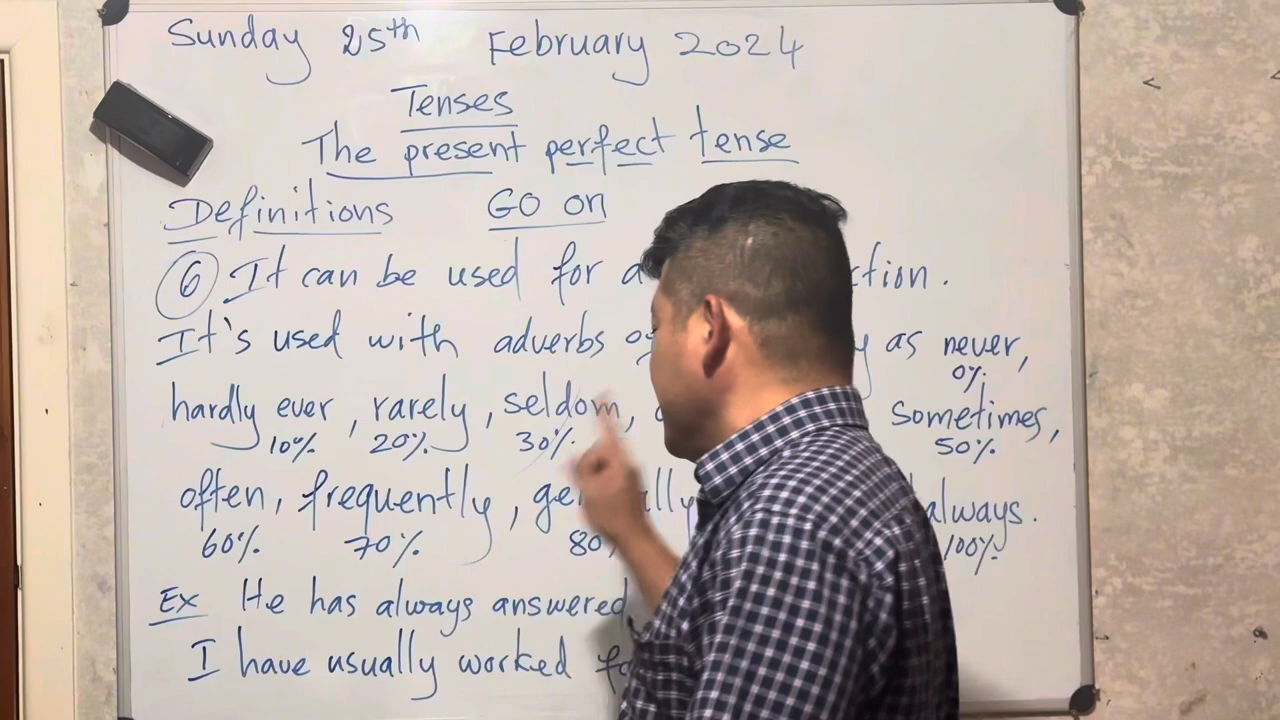 Sunday 25th February 2024
Tenses
The present perfect tense
Definitions GO on
6 It can be used for
It's used with adverbs as never,
0%
hardly ever, rarely, seldom, Sometimes,
10% 20% 30% 50%
often, frequently, always.
60% 70% 80 100%
Ex He has always answered
I have usually worked